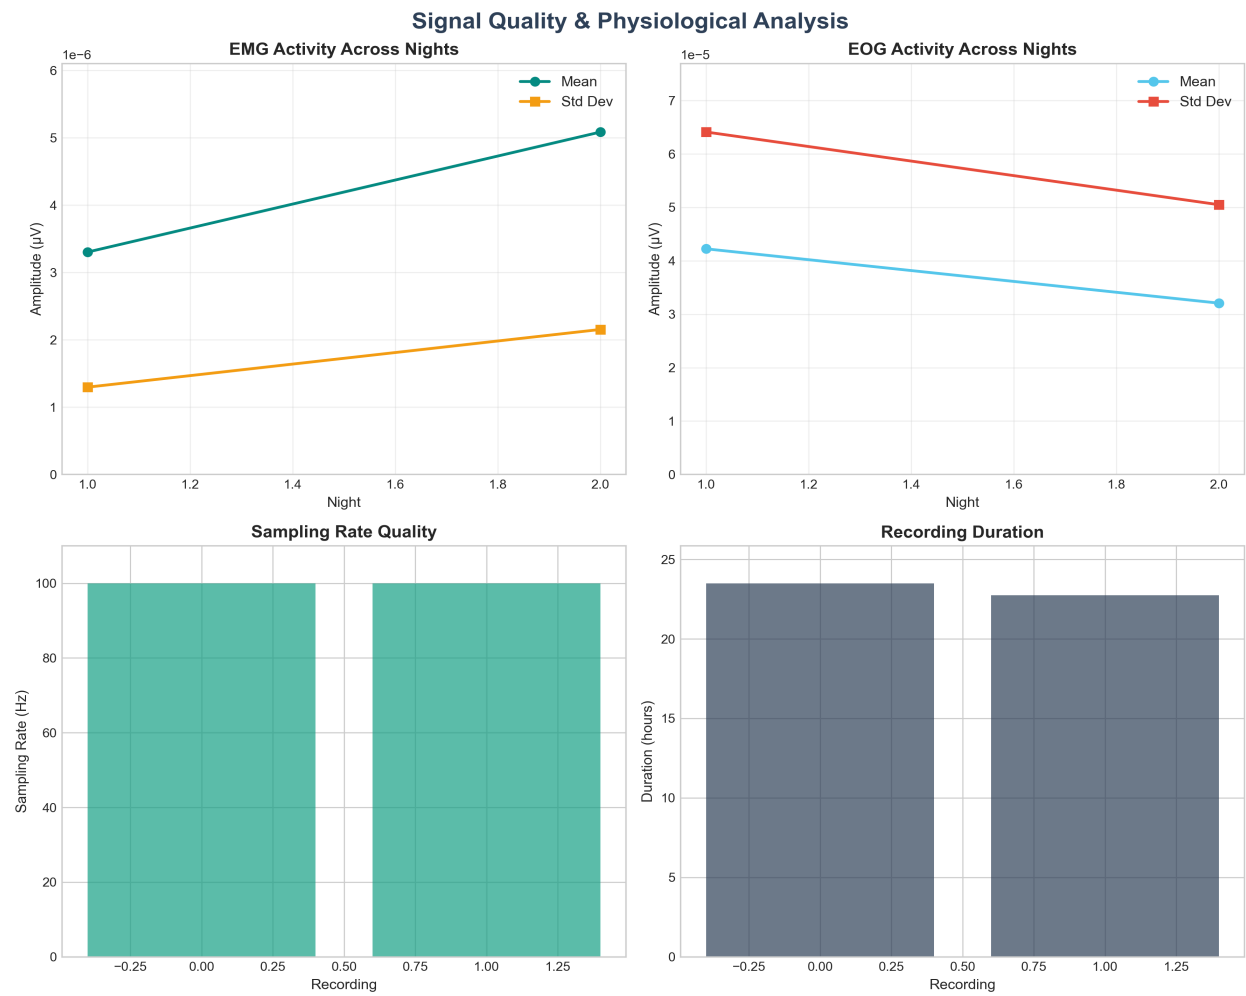 Signal Quality & Physiological Analysis
EMG Activity Across Nights
1e−6
6
5
4
3
2
1
0
Amplitude (μV)
1.0 1.2 1.4 1.6 1.8 2.0
Night
Mean
Std Dev
EOG Activity Across Nights
1e−5
7
6
5
4
3
2
1
0
Amplitude (μV)
1.0 1.2 1.4 1.6 1.8 2.0
Night
Mean
Std Dev
Sampling Rate Quality
100
80
60
40
20
0
Sampling Rate (Hz)
−0.25 0.00 0.25 0.50 0.75 1.00 1.25
Recording
Recording Duration
25
20
15
10
5
0
Duration (hours)
−0.25 0.00 0.25 0.50 0.75 1.00 1.25
Recording